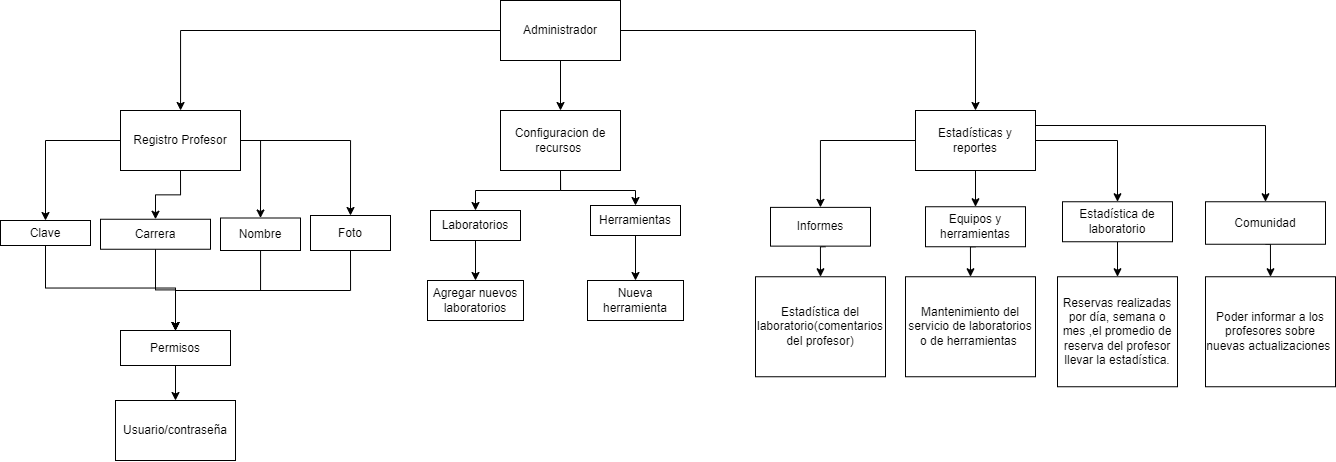 Administrador
Registro Profesor
Configuracion de
recursos
Estadísticas y
reportes
Clave
Carrera
Nombre
Foto
Laboratorios
Herramientas
Informes
Equipos y
herramientas
Estadística de
laboratorio
Comunidad
Agregar nuevos
laboratorios
Nueva
herramienta
Estadística del
laboratorio(comentarios
del profesor)
Mantenimiento del
servicio de laboratorios
o de herramientas
Reservas realizadas
por día, semana o
mes ,el promedio de
reserva del profesor
llevar la estadística.
Poder informar a los
profesores sobre
nuevas actualizaciones
Permisos
Usuario/contraseña